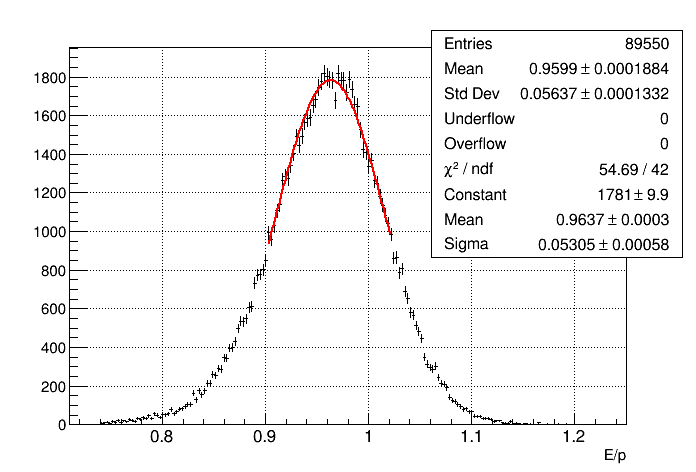 Entries 89550
Mean 0.9599 ± 0.0001884
Std Dev 0.05637 ± 0.0001332
Underflow 0
Overflow 0
χ² / ndf 54.69 / 42
Constant 1781 ± 9.9
Mean 0.9637 ± 0.0003
Sigma 0.05305 ± 0.00058
1800
1600
1400
1200
1000
800
600
400
200
0
0.8 0.9 1 1.1 1.2
E/p